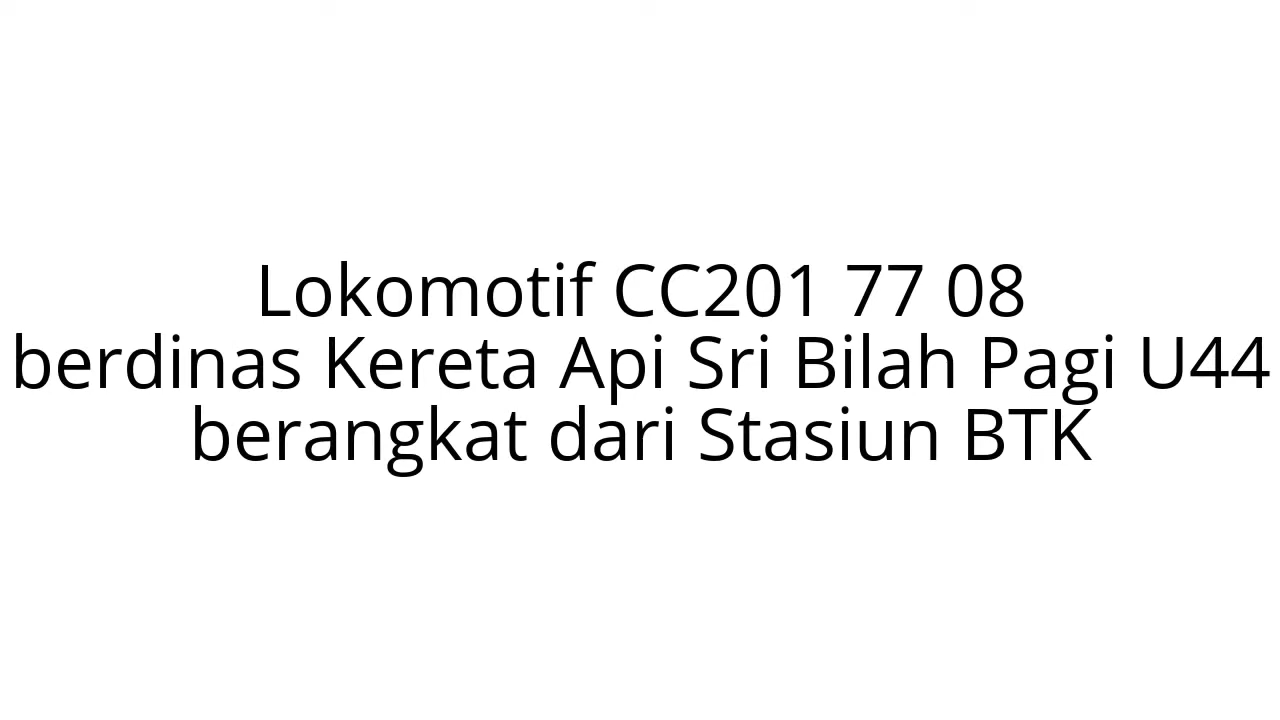 Lokomotif CC201 77 08
berdinas Kereta Api Sri Bilah Pagi U44
berangkat dari Stasiun BTK